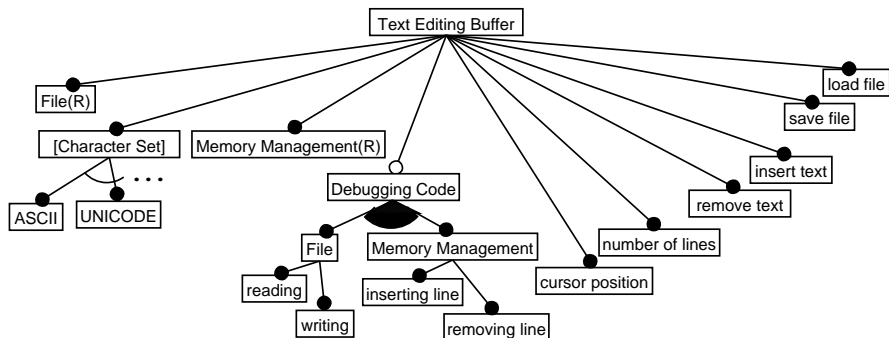 Text Editing Buffer
load file
File(R)
save file
[Character Set]
Memory Management(R)
insert text
Debugging Code
remove text
ASCII
UNICODE
. . .
number of lines
File
Memory Management
cursor position
reading
inserting line
writing
removing line